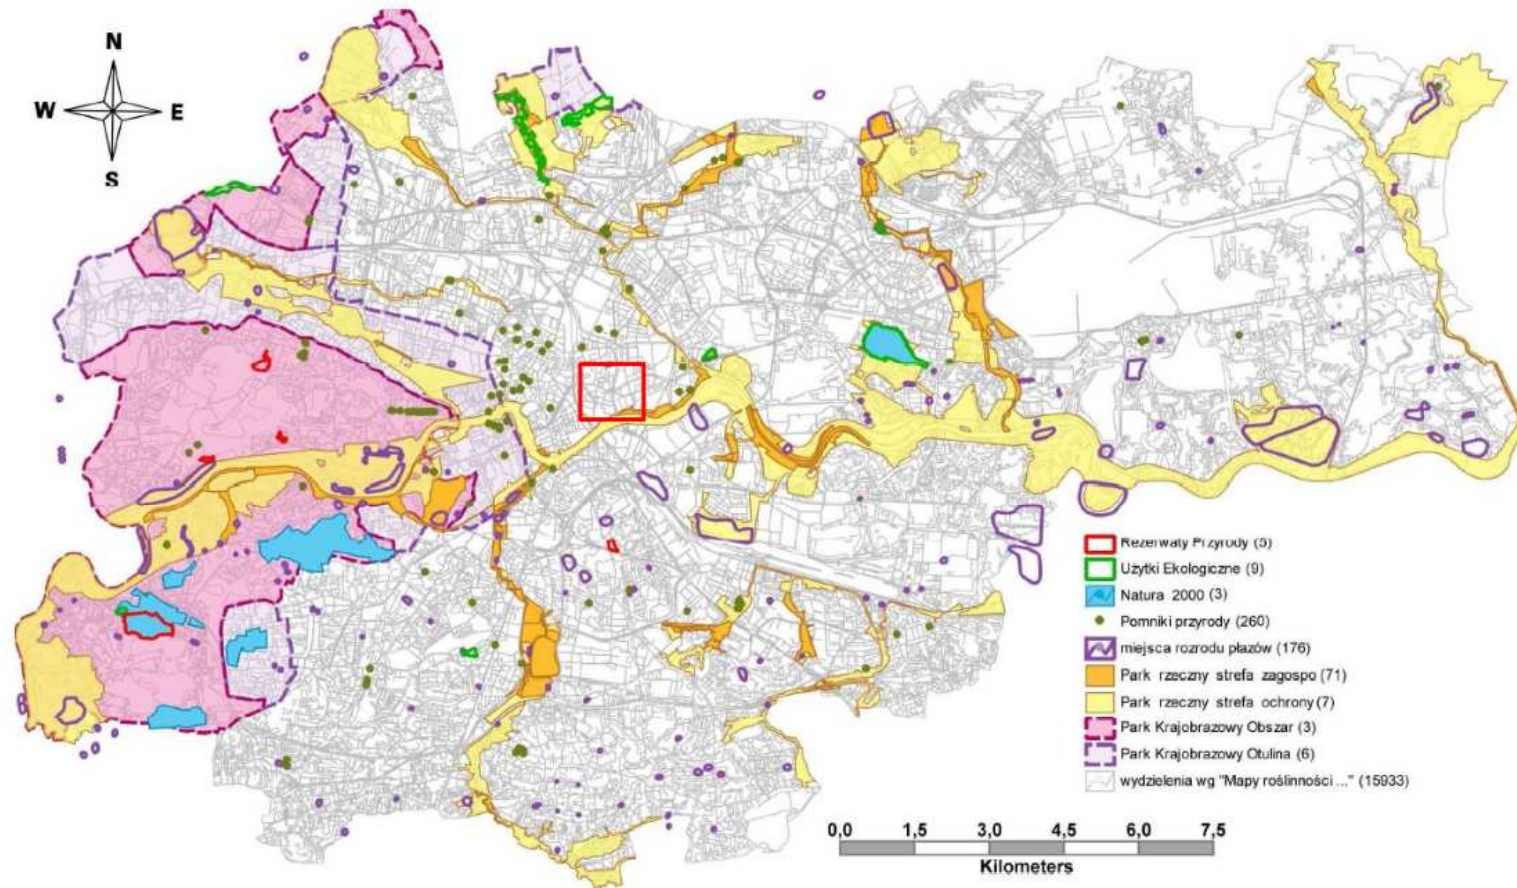 N
W E
S
Rezerwaty Przyrody (5)
Użytki Ekologiczne (9)
Natura 2000 (3)
Pomniki przyrody (260)
miejsca rozrodu płazów (176)
Park rzeczny strefa zagospo (71)
Park rzeczny strefa ochrony (7)
Park Krajobrazowy Obszar (3)
Park Krajobrazowy Otulina (6)
wydzielenia wg "Mapy roślinności ..." (15933)
0,0 1,5 3,0 4,5 6,0 7,5
Kilometers